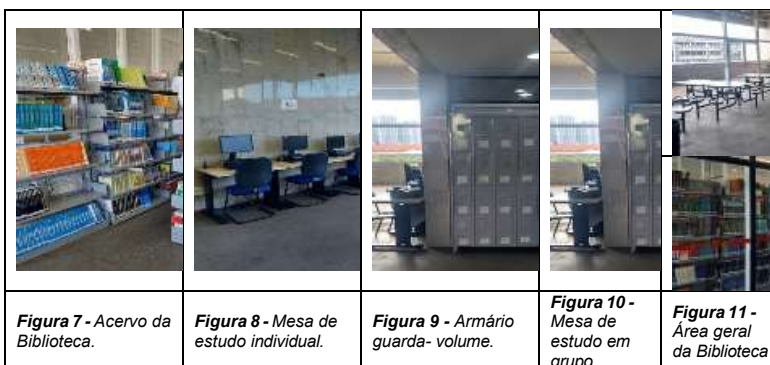 Figura 7 - Acervo da
Biblioteca.
Figura 8 - Mesa de
estudo individual.
Figura 9 - Armário
guarda- volume.
Figura 10 -
Mesa de
estudo em
grupo
Figura 11 -
Área geral
da Biblioteca